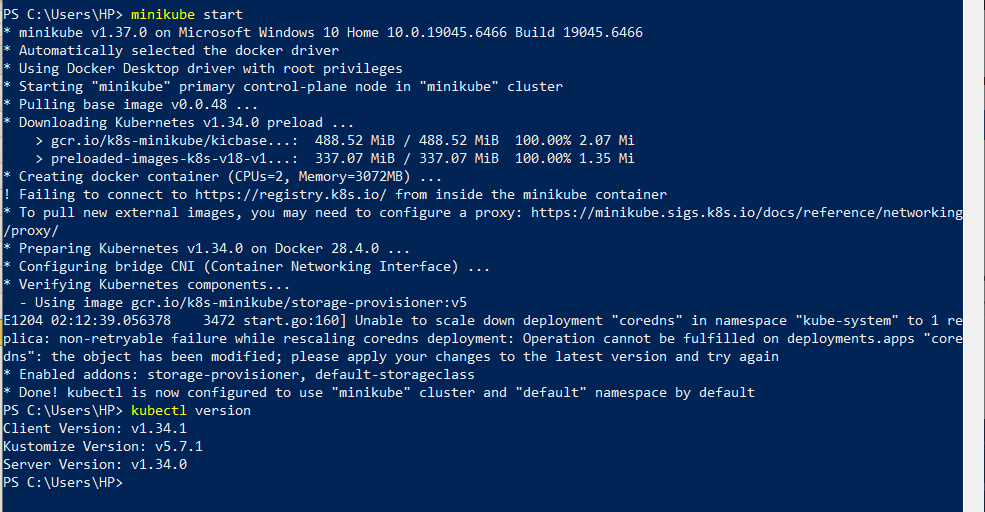 PS C:\Users\HP> minikube start
* minikube v1.37.0 on Microsoft Windows 10 Home 10.0.19045.6466 Build 19045.6466
* Automatically selected the docker driver
* Using Docker Desktop driver with root privileges
* Starting "minikube" primary control-plane node in "minikube" cluster
* Pulling base image v0.0.48 ...
* Downloading Kubernetes v1.34.0 preload ...
    > gcr.io/k8s-minikube/kicbase...:  488.52 MiB / 488.52 MiB  100.00% 2.07 Mi
    > preloaded-images-k8s-v18-v1...:  337.07 MiB / 337.07 MiB  100.00% 1.35 Mi
* Creating docker container (CPUs=2, Memory=3072MB) ...
! Failing to connect to https://registry.k8s.io/ from inside the minikube container
* To pull new external images, you may need to configure a proxy: https://minikube.sigs.k8s.io/docs/reference/networking
/proxy/
* Preparing Kubernetes v1.34.0 on Docker 28.4.0 ...
* Configuring bridge CNI (Container Networking Interface) ...
* Verifying Kubernetes components...
  - Using image gcr.io/k8s-minikube/storage-provisioner:v5
E1204 02:12:39.056378    3472 start.go:160] Unable to scale down deployment "coredns" in namespace "kube-system" to 1 re
plica: non-retryable failure while rescaling coredns deployment: Operation cannot be fulfilled on deployments.apps "core
dns": the object has been modified; please apply your changes to the latest version and try again
* Enabled addons: storage-provisioner, default-storageclass
* Done! kubectl is now configured to use "minikube" cluster and "default" namespace by default
PS C:\Users\HP> kubectl version
Client Version: v1.34.1
Kustomize Version: v5.7.1
Server Version: v1.34.0
PS C:\Users\HP>